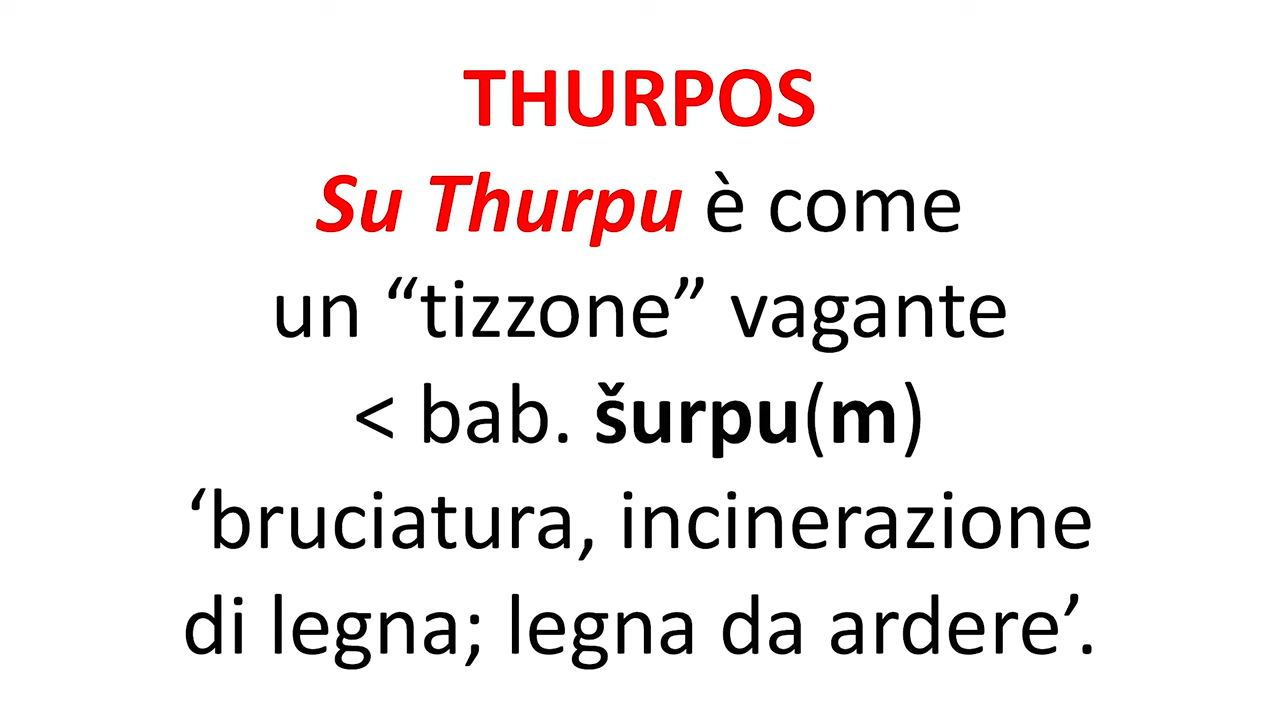 THURPOS
Su Thurpu è come
un “tizzone” vagante
< bab. šurpu(m)
‘bruciatura, incinerazione
di legna; legna da ardere’.